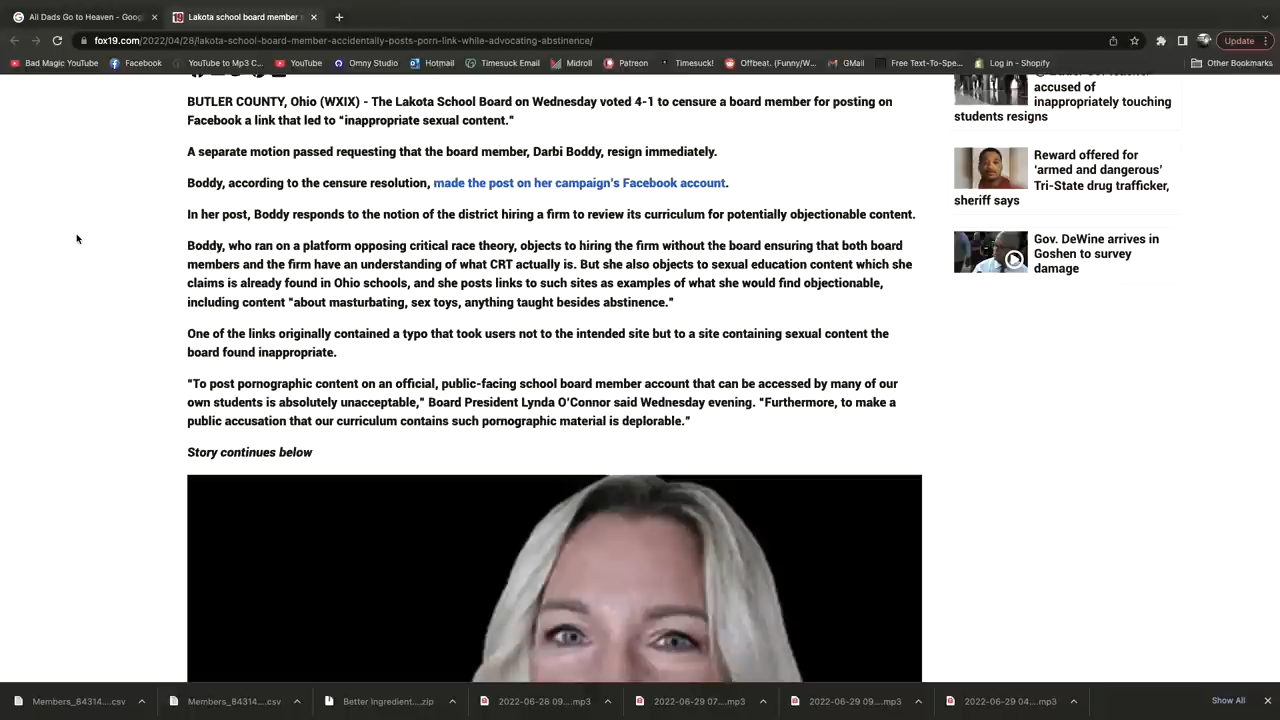 All Dads Go to Heaven - Goog
Lakota school board member
fox19.com/2022/04/28/lakota-school-board-member-accidentally-posts-porn-link-while-advocating-abstinence/
Update
Bad Magic YouTube
Facebook
YouTube to Mp3 C...
YouTube
Omny Studio
Hotmail
Timesuck Email
Midroll
Patreon
Timesuck!
Offbeat. (Funny/W...
GMail
Free Text-To-Spe...
Log in - Shopify
Other Bookmarks
BUTLER COUNTY, Ohio (WXIX) - The Lakota School Board on Wednesday voted 4-1 to censure a board member for posting on
Facebook a link that led to “inappropriate sexual content.”
A separate motion passed requesting that the board member, Darbi Boddy, resign immediately.
Boddy, according to the censure resolution, made the post on her campaign’s Facebook account.
In her post, Boddy responds to the notion of the district hiring a firm to review its curriculum for potentially objectionable content.
Boddy, who ran on a platform opposing critical race theory, objects to hiring the firm without the board ensuring that both board
members and the firm have an understanding of what CRT actually is. But she also objects to sexual education content which she
claims is already found in Ohio schools, and she posts links to such sites as examples of what she would find objectionable,
including content “about masturbating, sex toys, anything taught besides abstinence.”
One of the links originally contained a typo that took users not to the intended site but to a site containing sexual content the
board found inappropriate.
“To post pornographic content on an official, public-facing school board member account that can be accessed by many of our
own students is absolutely unacceptable,” Board President Lynda O’Connor said Wednesday evening. “Furthermore, to make a
public accusation that our curriculum contains such pornographic material is deplorable.”
Story continues below
accused of
inappropriately touching
students resigns
Reward offered for
‘armed and dangerous’
Tri-State drug trafficker,
sheriff says
Gov. DeWine arrives in
Goshen to survey
damage
Members_84314....csv
Members_84314....csv
Better Ingredient....zip
2022-06-28 09....mp3
2022-06-29 07....mp3
2022-06-29 09....mp3
2022-06-29 04....mp3
Show All